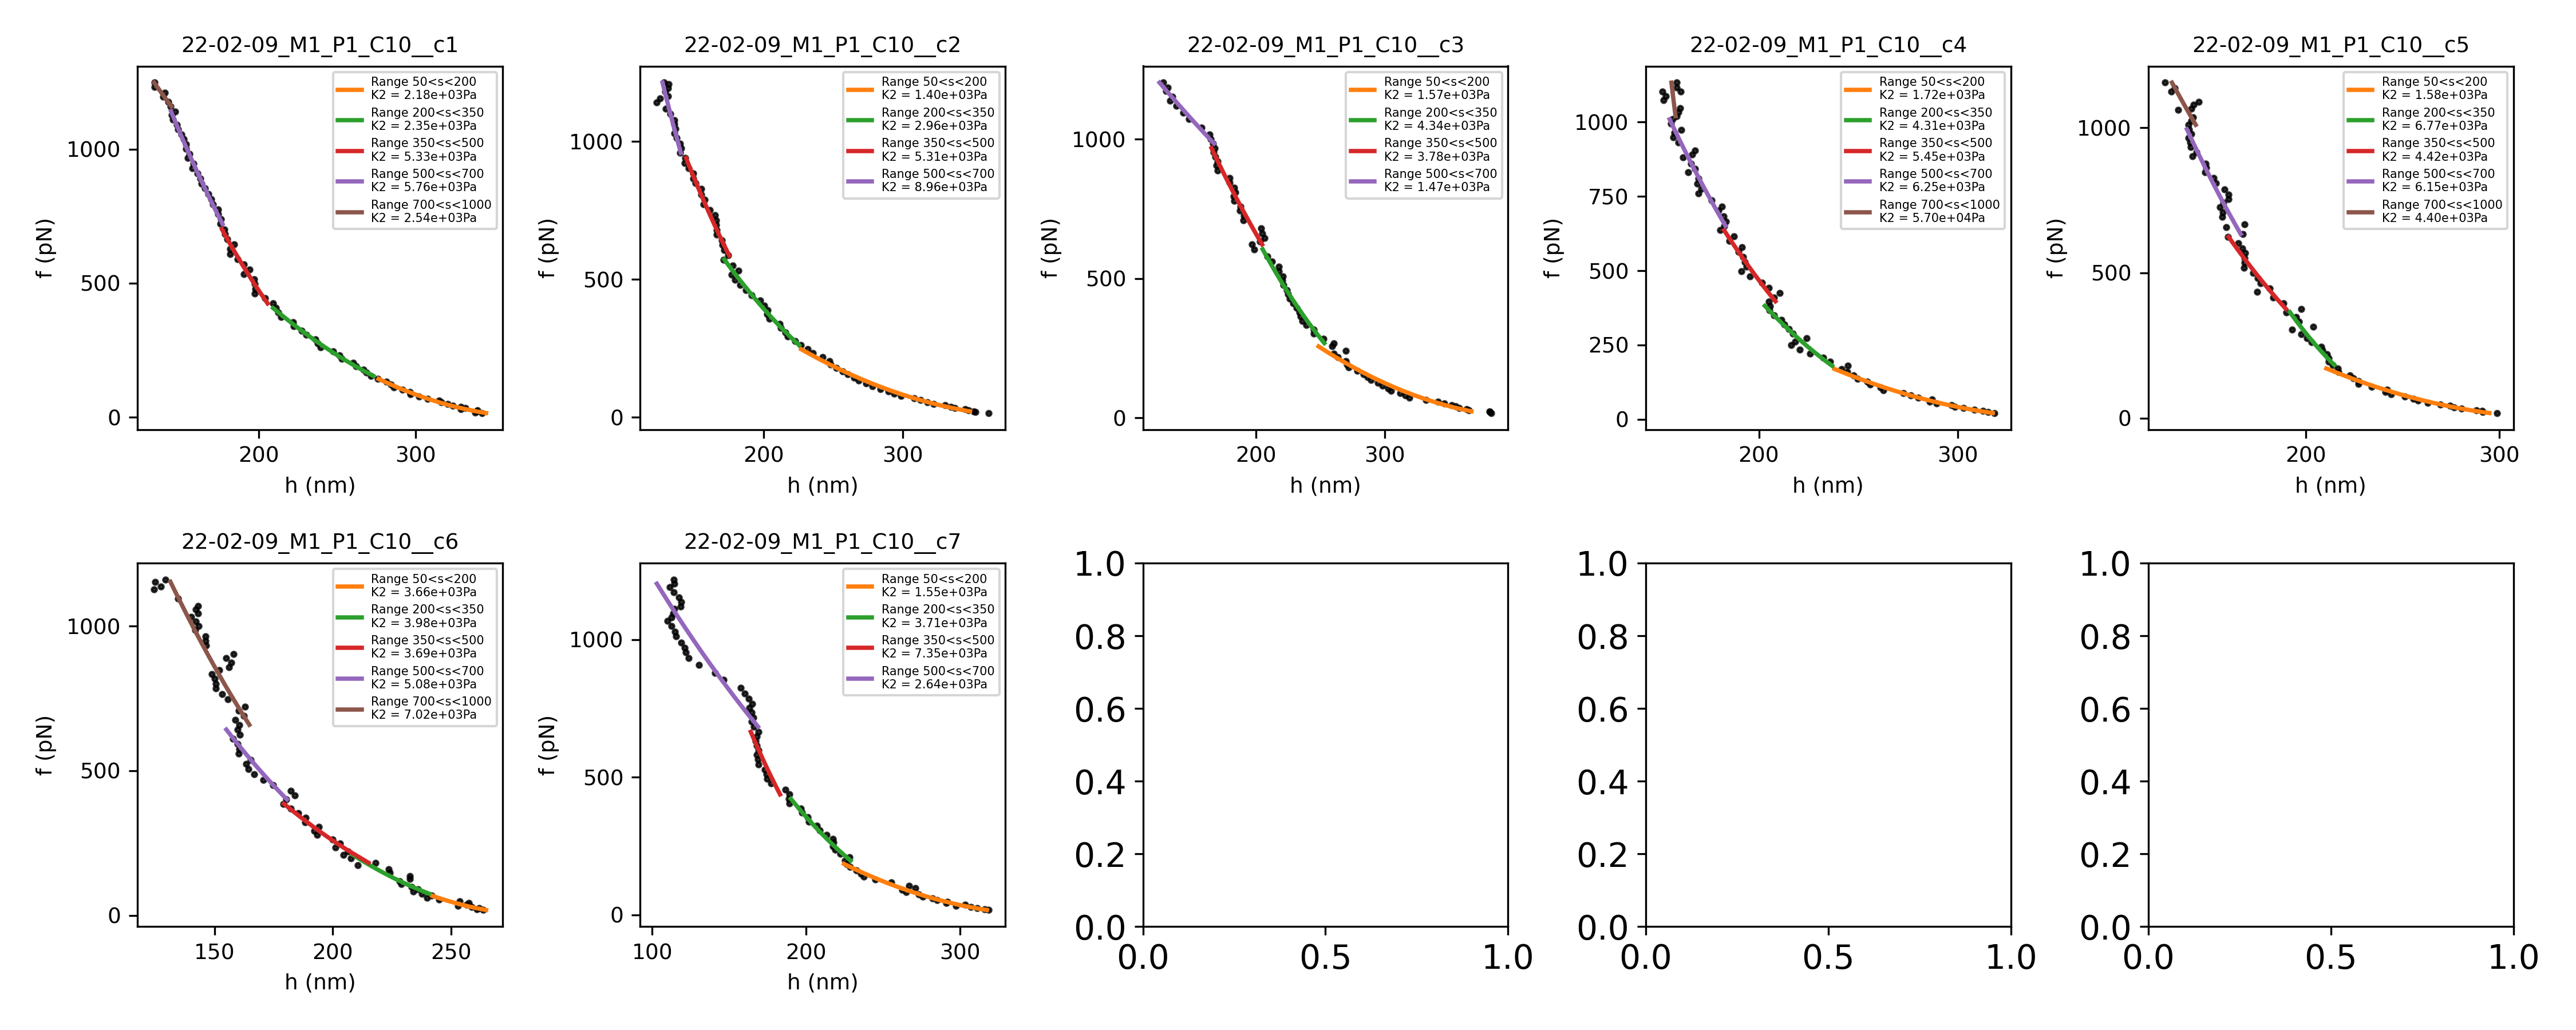 22-02-09_M1_P1_C10__c1
f (pN)
1000
500
0
200
300
h (nm)
Range 50<s<200
K2 = 2.18e+03Pa
Range 200<s<350
K2 = 2.35e+03Pa
Range 350<s<500
K2 = 5.33e+03Pa
Range 500<s<700
K2 = 5.76e+03Pa
Range 700<s<1000
K2 = 2.54e+03Pa
22-02-09_M1_P1_C10__c2
f (pN)
1000
500
0
200
300
h (nm)
Range 50<s<200
K2 = 1.40e+03Pa
Range 200<s<350
K2 = 2.96e+03Pa
Range 350<s<500
K2 = 5.31e+03Pa
Range 500<s<700
K2 = 8.96e+03Pa
22-02-09_M1_P1_C10__c3
f (pN)
1000
500
0
200
300
h (nm)
Range 50<s<200
K2 = 1.57e+03Pa
Range 200<s<350
K2 = 4.34e+03Pa
Range 350<s<500
K2 = 3.78e+03Pa
Range 500<s<700
K2 = 1.47e+03Pa
22-02-09_M1_P1_C10__c4
f (pN)
1000
750
500
250
0
200
300
h (nm)
Range 50<s<200
K2 = 1.72e+03Pa
Range 200<s<350
K2 = 4.31e+03Pa
Range 350<s<500
K2 = 5.45e+03Pa
Range 500<s<700
K2 = 6.25e+03Pa
Range 700<s<1000
K2 = 5.70e+04Pa
22-02-09_M1_P1_C10__c5
f (pN)
1000
500
0
200
300
h (nm)
Range 50<s<200
K2 = 1.58e+03Pa
Range 200<s<350
K2 = 6.77e+03Pa
Range 350<s<500
K2 = 4.42e+03Pa
Range 500<s<700
K2 = 6.15e+03Pa
Range 700<s<1000
K2 = 4.40e+03Pa
22-02-09_M1_P1_C10__c6
f (pN)
1000
500
0
150
200
250
h (nm)
Range 50<s<200
K2 = 3.66e+03Pa
Range 200<s<350
K2 = 3.98e+03Pa
Range 350<s<500
K2 = 3.69e+03Pa
Range 500<s<700
K2 = 5.08e+03Pa
Range 700<s<1000
K2 = 7.02e+03Pa
22-02-09_M1_P1_C10__c7
f (pN)
1000
500
0
100
200
300
h (nm)
Range 50<s<200
K2 = 1.55e+03Pa
Range 200<s<350
K2 = 3.71e+03Pa
Range 350<s<500
K2 = 7.35e+03Pa
Range 500<s<700
K2 = 2.64e+03Pa
1.0
0.8
0.6
0.4
0.2
0.0
0.0
0.5
1.0
1.0
0.8
0.6
0.4
0.2
0.0
0.0
0.5
1.0
1.0
0.8
0.6
0.4
0.2
0.0
0.0
0.5
1.0